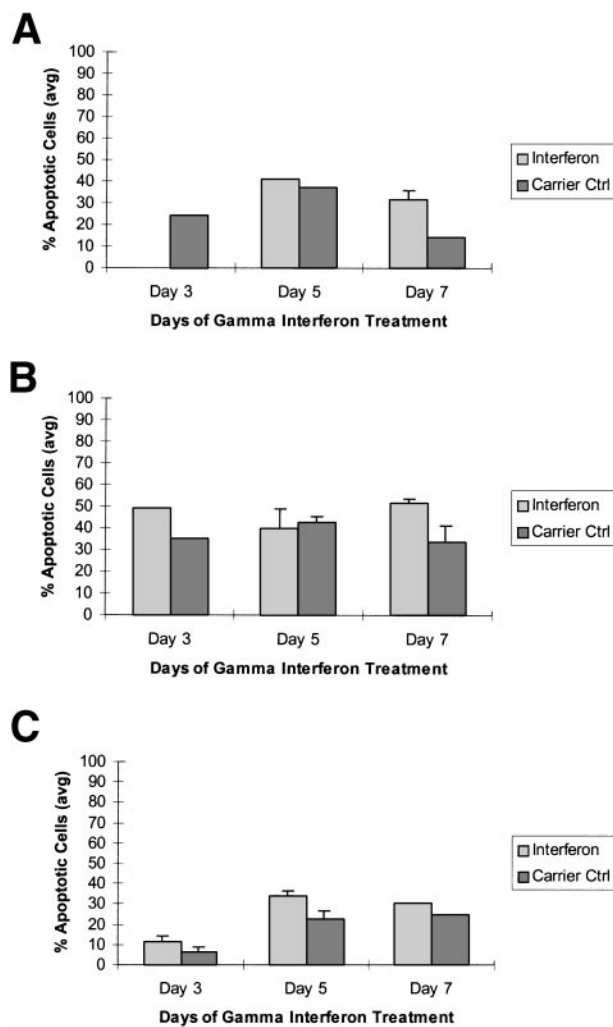 A
% Apoptotic Cells (avg)
100
90
80
70
60
50
40
30
20
10
0
Day 3 Day 5 Day 7
Days of Gamma Interferon Treatment
Interferon
Carrier Ctrl
B
% Apoptotic Cells (avg)
100
90
80
70
60
50
40
30
20
10
0
Day 3 Day 5 Day 7
Days of Gamma Interferon Treatment
Interferon
Carrier Ctrl
C
% Apoptotic Cells (avg)
100
90
80
70
60
50
40
30
20
10
0
Day 3 Day 5 Day 7
Days of Gamma Interferon Treatment
Interferon
Carrier Ctrl